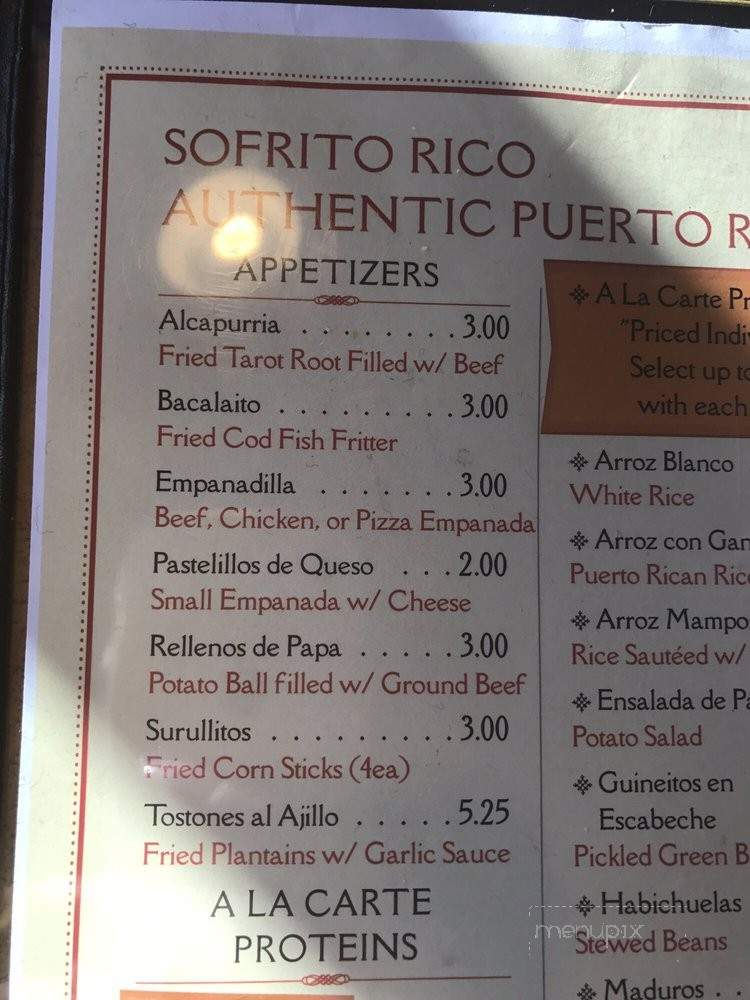 SOFRITO RICO
AUTHENTIC PUERTO
APPETIZERS
Alcapurria . . . . . . . . 3.00
Fried Tarot Root Filled w/ Beef
Bacalaito . . . . . . . . . . 3.00
Fried Cod Fish Fritter
Empanadilla . . . . . . . 3.00
Beef, Chicken, or Pizza Empanada
Pastelillos de Queso . . . 2.00
Small Empanada w/ Cheese
Rellenos de Papa . . . . . 3.00
Potato Ball filled w/ Ground Beef
Surullitos . . . . . . . . . . 3.00
Fried Corn Sticks (4ea)
Tostones al Ajillo . . . . . 5.25
Fried Plantains w/ Garlic Sauce
A LA CARTE
PROTEINS
A La Carte
"Priced
Select up
with each
Arroz Blanco
White Rice
Arroz con
Puerto Rican
Arroz
Rice Sautéed w/
Ensalada de
Potato Salad
Guineitos en
Escabeche
Pickled Green
Habichuelas
menupix
Stewed Beans
Maduros . .